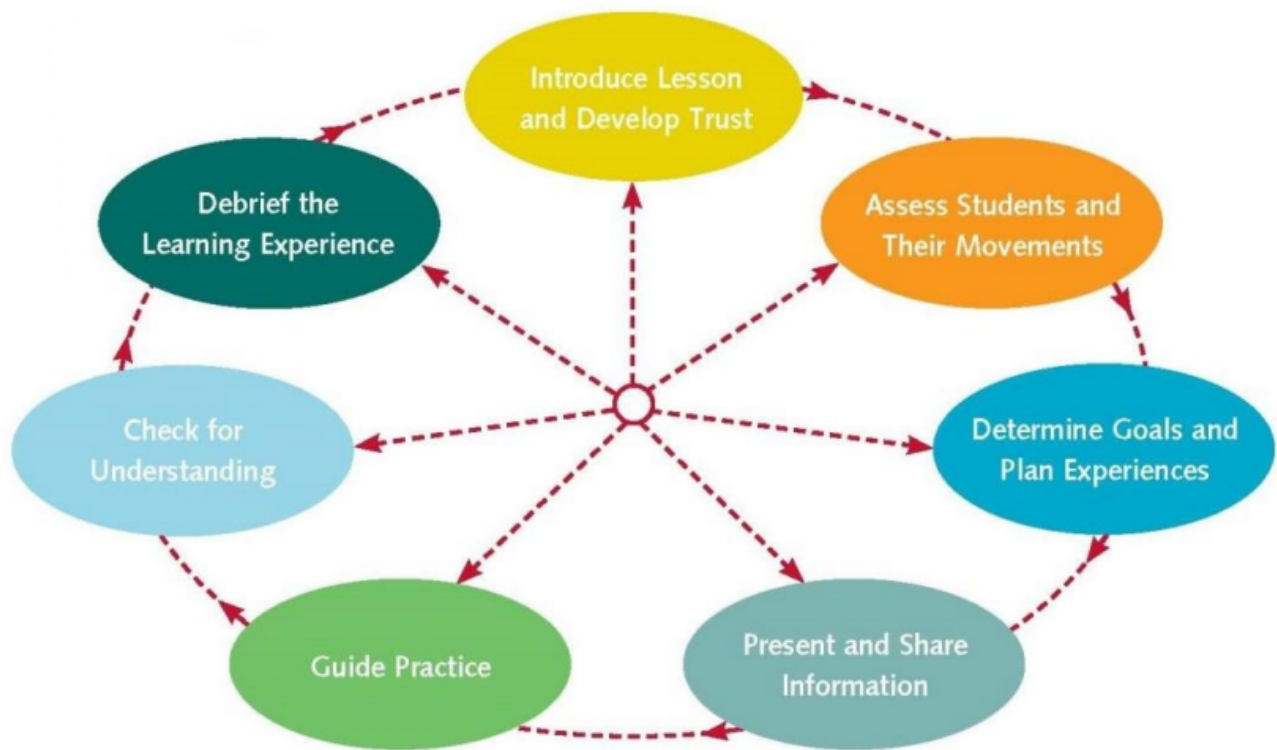 Introduce Lesson
and Develop Trust
Assess Students and
Their Movements
Determine Goals and
Plan Experiences
Present and Share
Information
Guide Practice
Check for
Understanding
Debrief the
Learning Experience